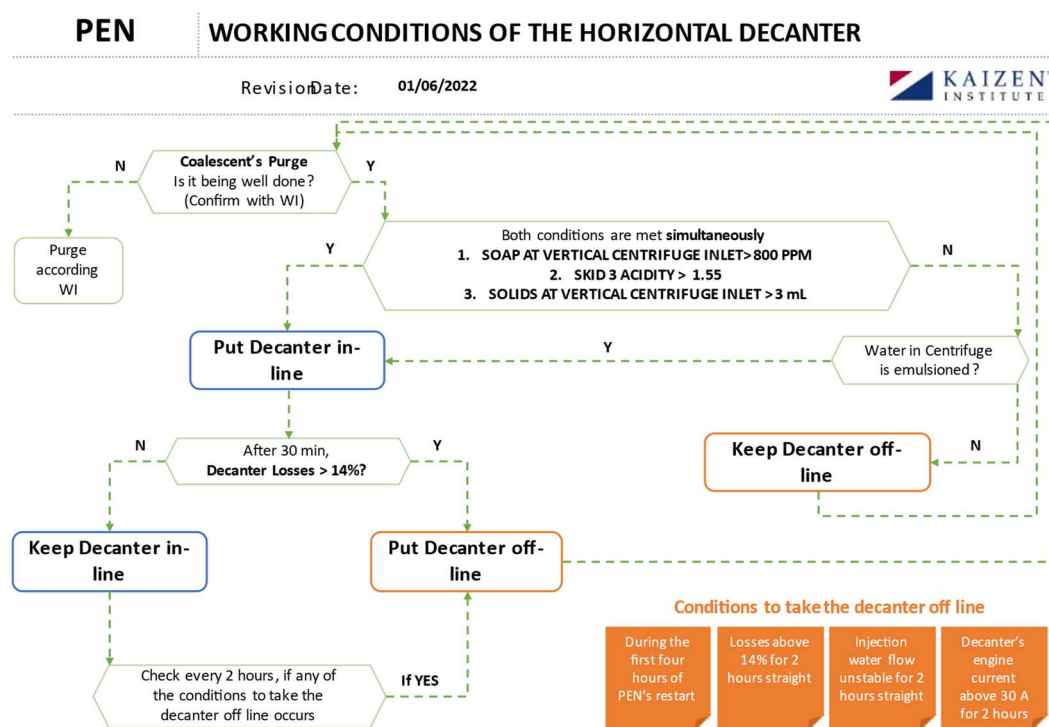 PEN
WORKING CONDITIONS OF THE HORIZONTAL DECANTER
RevisionDate: 01/06/2022
KAIZEN
INSTITUTE
N
Coalescent's Purge
Is it being well done?
(Confirm with WI)
Y
Purge
according
WI
Y
Both conditions are met simultaneously
1. SOAP AT VERTICAL CENTRIFUGE INLET> 800 PPM
2. SKID 3 ACIDITY > 1.55
3. SOLIDS AT VERTICAL CENTRIFUGE INLET > 3 mL
N
Put Decanter in-
line
Y
Water in Centrifuge
is emulsioned?
N
After 30 min,
Decanter Losses > 14%?
Y
Keep Decanter off-
line
N
Keep Decanter in-
line
Put Decanter off-
line
Check every 2 hours, if any of
the conditions to take the
decanter off line occurs
If YES
Conditions to take the decanter off line
During the
first four
hours of
PEN's restart
Losses above
14% for 2
hours straight
Injection
water flow
unstable for 2
hours straight
Decanter's
engine
current
above 30 A
for 2 hours